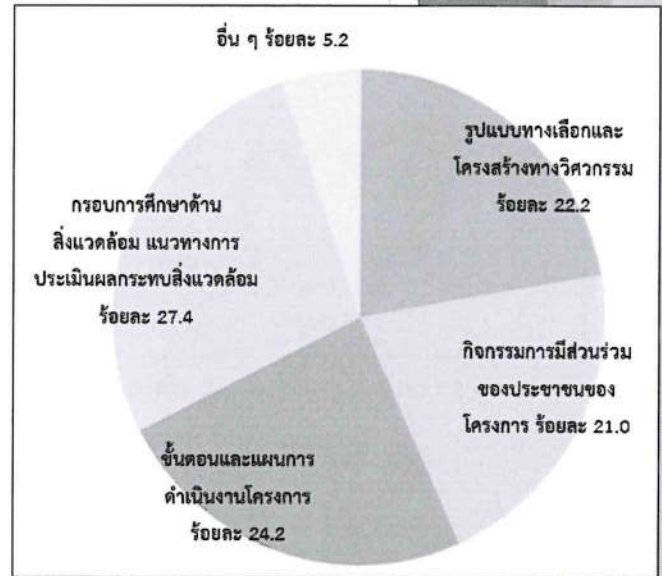 อื่น ๆ ร้อยละ 5.2
รูปแบบทางเลือกและ
โครงสร้างทางวิศวกรรม
ร้อยละ 22.2
กิจกรรมการมีส่วนร่วม
ของประชาชนของ
โครงการ ร้อยละ 21.0
ขั้นตอนและแผนการ
ดำเนินงานโครงการ
ร้อยละ 24.2
กรอบการศึกษาด้าน
สิ่งแวดล้อม แนวทางการ
ประเมินผลกระทบสิ่งแวดล้อม
ร้อยละ 27.4